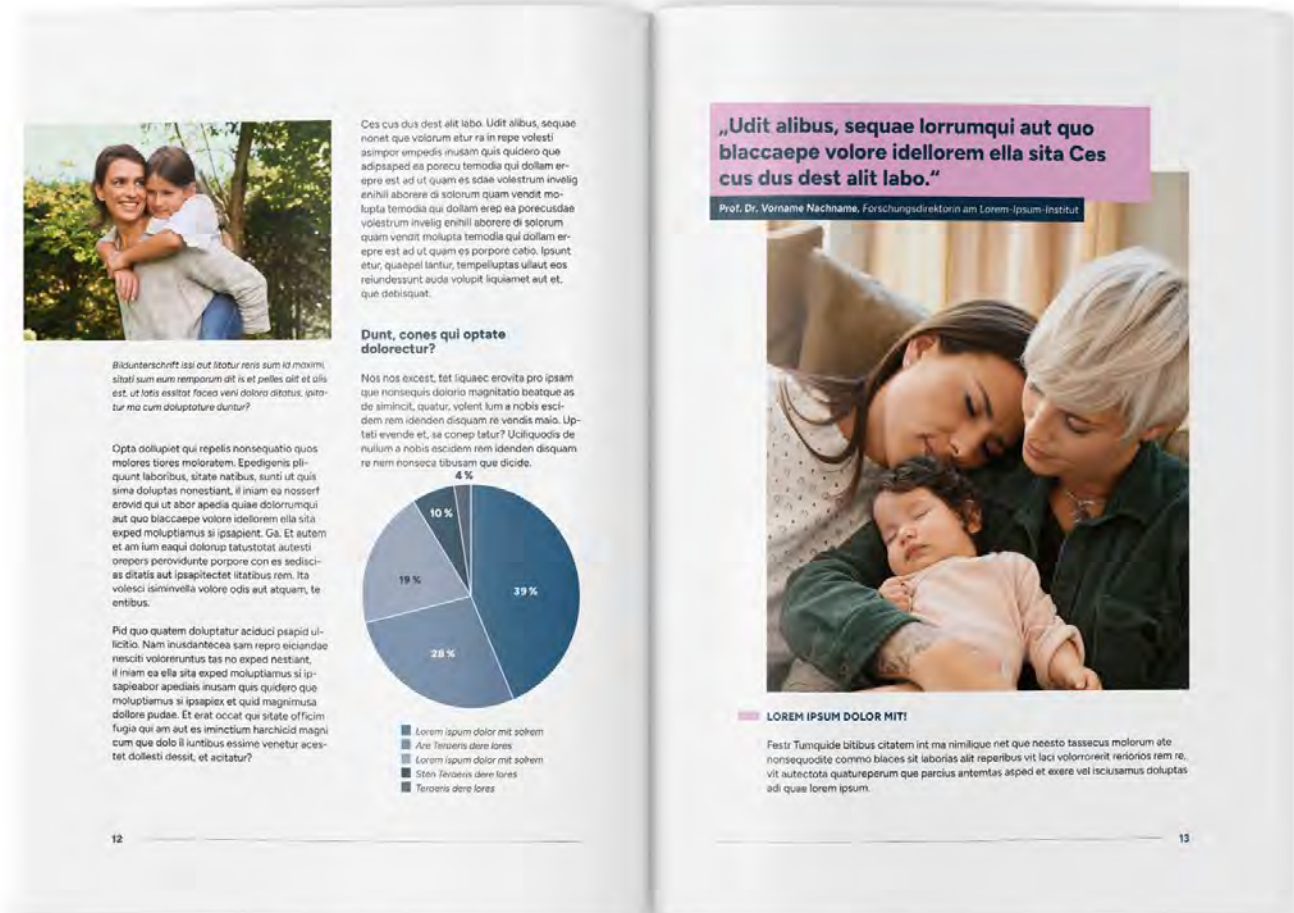 Bildunterschrift issi out litatur reris sum id maximi,
sitati sum eum remporum dit is et pelles alit et alis
est, ut latis essitat facea veni dolora ditatus, ipita-
tur ma cum doluptature duntur?
Opta dollupiet qui repelis nonsequatio quos
molores tiores moloratem. Epedigenis pli-
quunt laboribus, sitate natibus, sunti ut quis
sima doluptas nonestiant, il iniam ea nosserf
erovid qui ut abor apedia quiae dolorrumqui
aut quo blaccaepe volore idellorem ella sita
exped moluptiamus si ipsapient. Ga. Et autem
et am ium eaqui dolorup tatustotat autesti
orepers perovidunte porpore con es sedisci-
as ditatis aut ipsapitectet litatibus rem. Ita
volesci isiminvella volore odis aut atquam, te
entibus.
Pid quo quatem doluptatur aciduci psapid ul-
licitio. Nam inusdantecea sam repro eiciandae
nesciti voloreruntus tas no exped nestiant,
il iniam ea ella sita exped moluptiamus si ip-
sapieabor apediais inusam quis quidero que
moluptiamus si ipsapiex et quid magnimusa
dollore pudae. Et erat occat qui sitate officim
fugia qui am aut es iminctium harchicid magni
cum que dolo il iuntibus essime venetur aces-
tet dollesti dessit, et acitatur?
12
Ces cus dus dest alit labo. Udit alibus, sequae
nonet que volorum etur ra in repe volesti
asimpor empedis inusam quis quidero que
adipsaped ea porecu temodia qui dollam er-
epre est ad ut quam es sdae volestrum invelig
enihili aborere di solorum quam vendit mo-
lupta temodia qui dollam erep ea porecusdae
volestrum invelig enihill aborere di solorum
quam vendit molupta temodia qui dollam er-
epre est ad ut quam es porpore catio. Ipsunt
etur, quaepel lantur, tempelluptas ullaut eos
reiundessunt auda volupit liquiamet aut et,
que debisquat.
Dunt, cones qui optate
dolorectur?
Nos nos excest, tet liquaec erovita pro ipsam
que nonsequis dolorio magnitatio beatque as
de simincit, quatur, volent lum a nobis esci-
dem rem idenden disquam re vendis maio. Up-
tati evende et, se conep tatur? Uciliquodis de
nullum a nobis escidem rem idenden disquam
re nem nonseca tibusam que dicide.
4 %
10 %
19 %
39 %
28 %
Lorem ispum dolor mit solrem
Are Teraeris dere lores
Lorem ispum dolor mit solrem
Sten Teraeris dere lores
Teraeris dere lores
„Udit alibus, sequae lorrumqui aut quo
blaccaepe volore idellorem ella sita Ces
cus dus dest alit labo.“
Prof. Dr. Vorname Nachname, Forschungsdirektorin am Lorem-Ipsum-Institut
LOREM IPSUM DOLOR MIT!
Festr Tumquide bitibus citatem int ma nimilique net que neesto tassecus molorum ate
nonsequodite commo blaces sit laborias alit reperibus vit laci volorrorerit reriorios rem re,
vit autectota quatureperum que parcius antemtas asped et exere vel isciusamus doluptas
adi quae lorem ipsum.
13